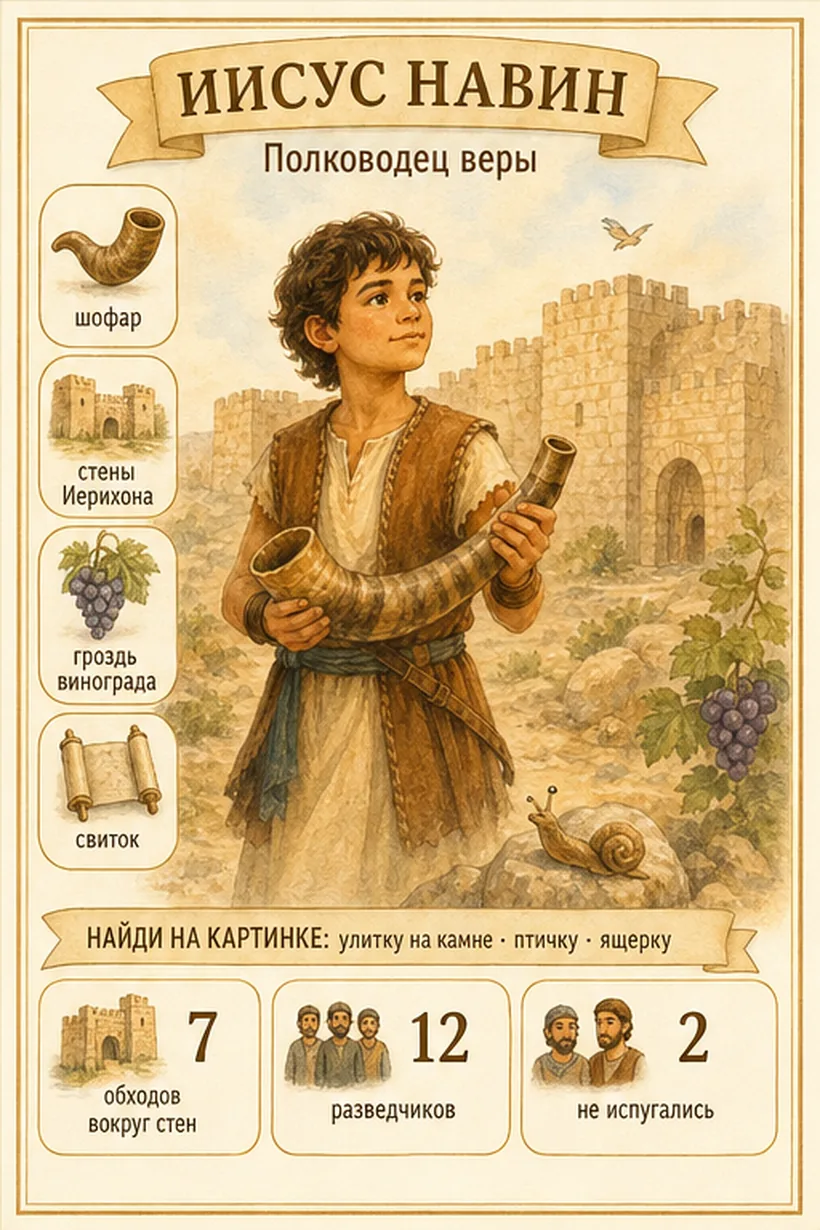 ИИСУС НАВИН
Полководец веры
шофар
стены
Иерихона
гроздь
винограда
свиток
НАЙДИ НА КАРТИНКЕ: улитку на камне · птичку · ящерку
7
обходов
вокруг стен
12
разведчиков
2
не испугались